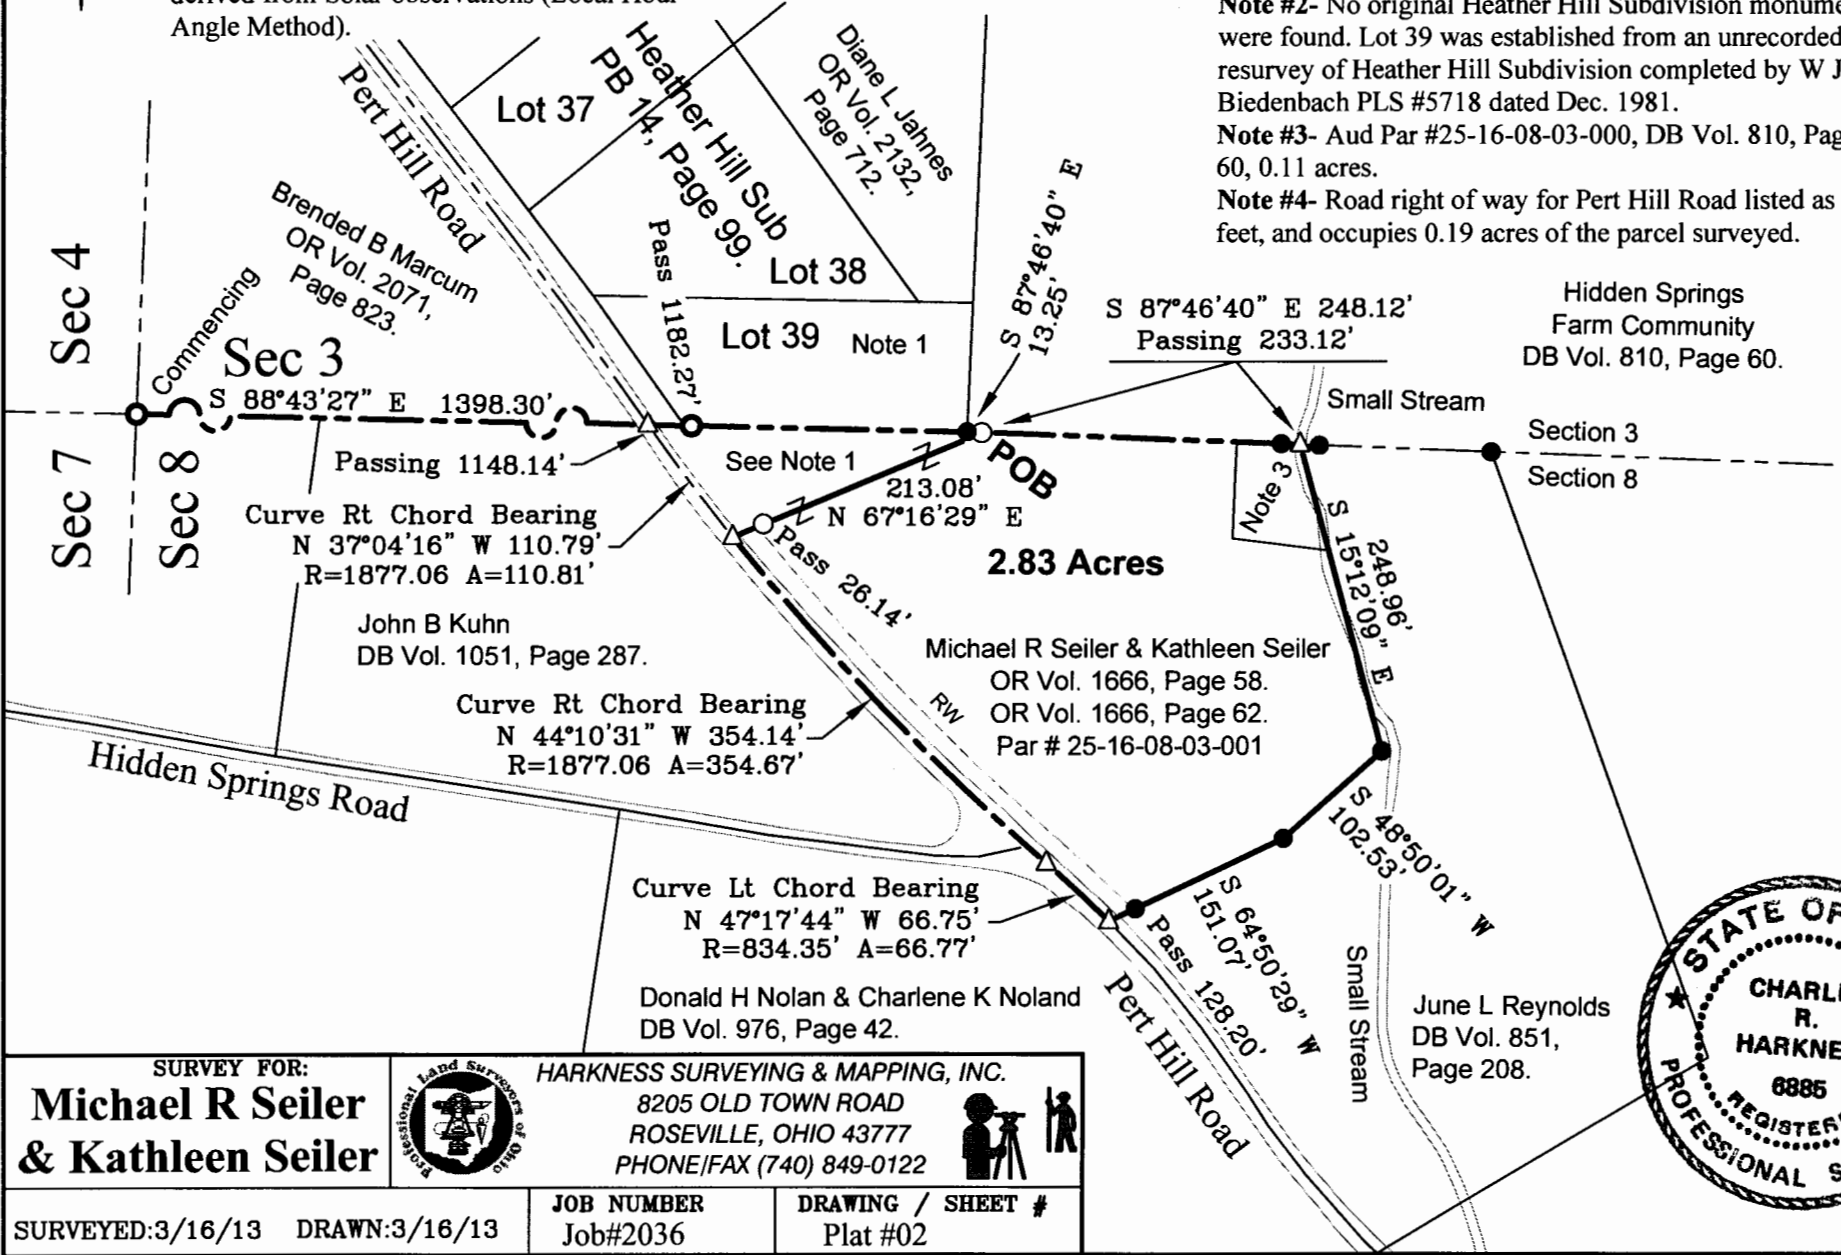 Angle Method).
Note #2- No original Heather Hill Subdivision monume
were found. Lot 39 was established from an unrecorded
resurvey of Heather Hill Subdivision completed by W J
Biedenbach PLS #5718 dated Dec. 1981.
Note #3- Aud Par #25-16-08-03-000, DB Vol. 810, Pag
60, 0.11 acres.
Note #4- Road right of way for Pert Hill Road listed as
feet, and occupies 0.19 acres of the parcel surveyed.
Pert Hill Road
Lot 37
Heather Hill Sub
PB 14, Page 99.
Diane L Jahnes
OR Vol. 2132,
Page 712.
Lot 38
Lot 39
Note 1
Pass 1182.27'
S 87°46'40" E
13.25'
S 87°46'40" E 248.12'
Passing 233.12'
Hidden Springs
Farm Community
DB Vol. 810, Page 60.
Brended B Marcum
OR Vol. 2071,
Page 823.
Sec 4
Commencing
Sec 3
S 88°43'27" E 1398.30'
Small Stream
Section 3
Section 8
Sec 7
Sec 8
Passing 1148.14'
See Note 1
POB
213.08'
N 67°16'29" E
Note 3
Curve Rt Chord Bearing
N 37°04'16" W 110.79'
R=1877.06 A=110.81'
Pass 26.14'
2.83 Acres
248.96'
S 15°12'09" E
John B Kuhn
DB Vol. 1051, Page 287.
Michael R Seiler & Kathleen Seiler
OR Vol. 1666, Page 58.
OR Vol. 1666, Page 62.
Par # 25-16-08-03-001
Curve Rt Chord Bearing
N 44°10'31" W 354.14'
R=1877.06 A=354.67'
RW
Hidden Springs Road
S 48°50'01" W
102.53'
Curve Lt Chord Bearing
N 47°17'44" W 66.75'
R=834.35' A=66.77'
S 64°50'29" W
151.07'
Pass 128.20'
Donald H Nolan & Charlene K Noland
DB Vol. 976, Page 42.
Pert Hill Road
Small Stream
June L Reynolds
DB Vol. 851,
Page 208.
STATE OF
CHARL
R.
HARKNE
6885
REGISTER
PROFESSIONAL S
SURVEY FOR:
Michael R Seiler
& Kathleen Seiler
Professional Land Surveyors of Ohio
HARKNESS SURVEYING & MAPPING, INC.
8205 OLD TOWN ROAD
ROSEVILLE, OHIO 43777
PHONE/FAX (740) 849-0122
SURVEYED:3/16/13 DRAWN:3/16/13
JOB NUMBER
Job#2036
DRAWING / SHEET #
Plat #02